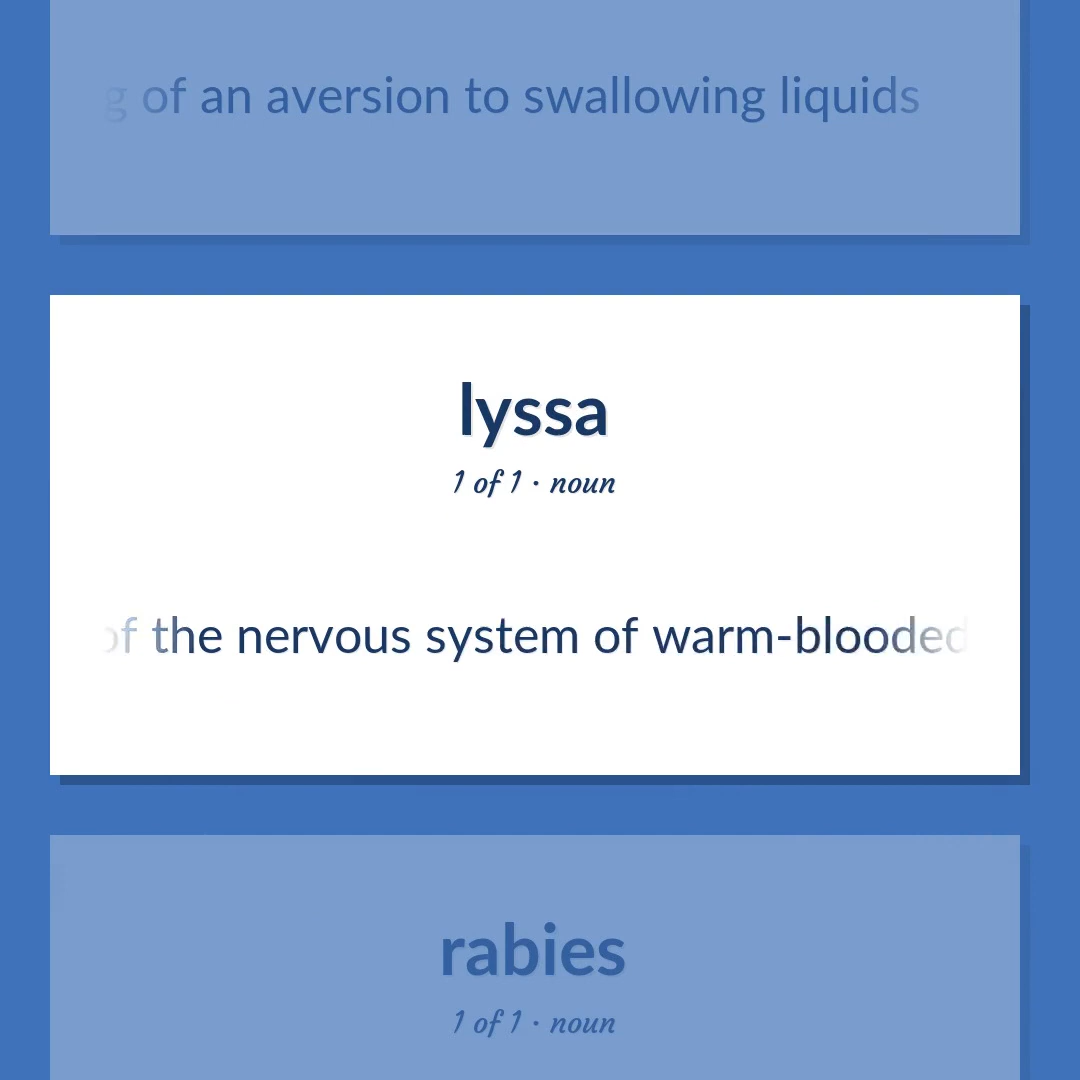 of an aversion to swallowing liquids
lyssa
1 of 1 · noun
of the nervous system of warm-blooded
rabies
1 of 1 · noun